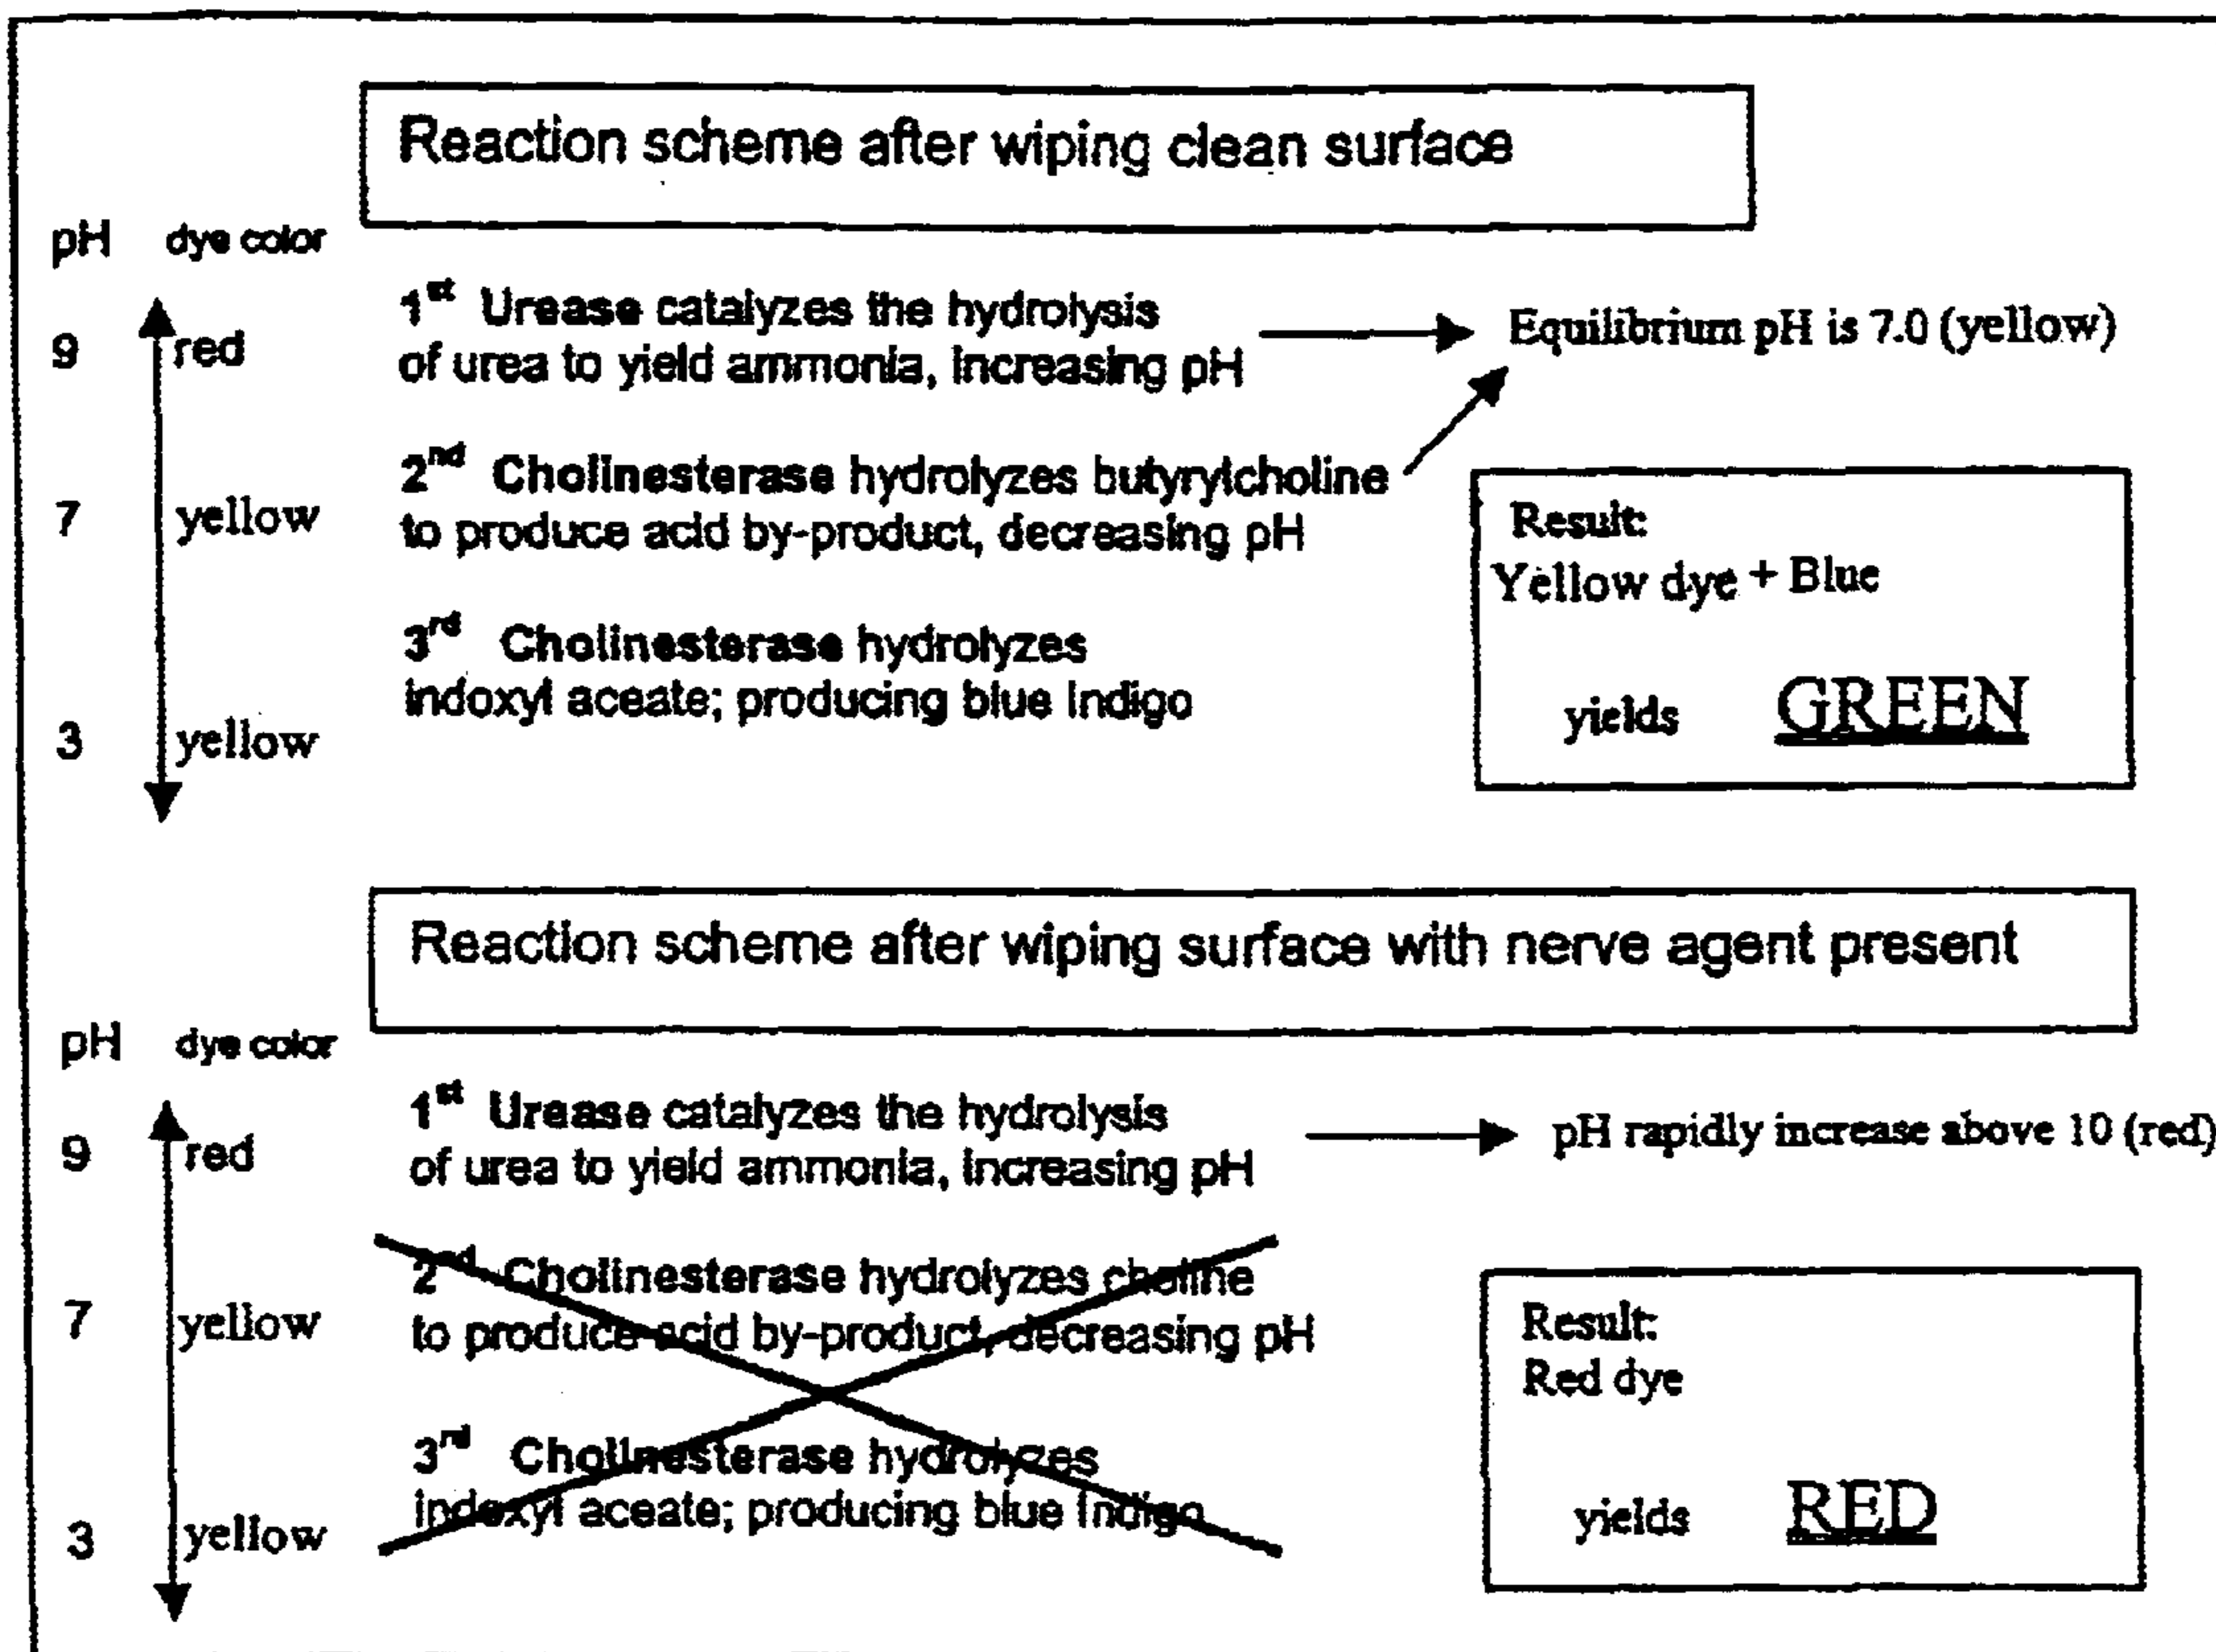 Reaction scheme after wiping clean surface
pH dye color
1st Urease catalyzes the hydrolysis
of urea to yield ammonia, increasing pH
Equilibrium pH is 7.0 (yellow)
9 red
2nd Cholinesterase hydrolyzes butyrylcholine
to produce acid by-product, decreasing pH
7 yellow
3rd Cholinesterase hydrolyzes
indoxyl aceate; producing blue Indigo
3 yellow
Result:
Yellow dye + Blue
yields GREEN
Reaction scheme after wiping surface with nerve agent present
pH dye color
1st Urease catalyzes the hydrolysis
of urea to yield ammonia, increasing pH
pH rapidly increase above 10 (red)
9 red
2nd Cholinesterase hydrolyzes choline
to produce acid by-product, decreasing pH
7 yellow
3rd Cholinesterase hydrolyzes
indoxyl aceate; producing blue Indigo
3 yellow
Result:
Red dye
yields RED